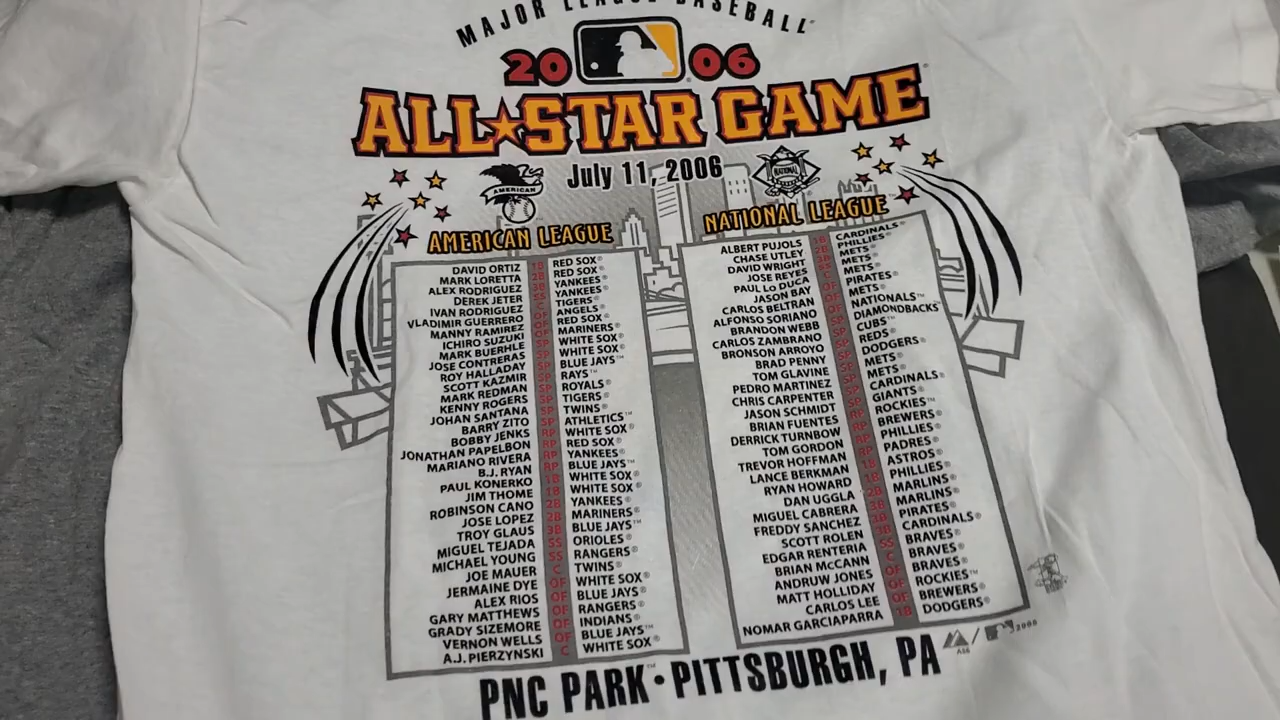 MAJOR LEAGUE BASEBALL
2006
ALL★STAR GAME
July 11, 2006
AMERICAN
NATIONAL
AMERICAN LEAGUE
DAVID ORTIZ 1B RED SOX®
MARK LORETTA 2B RED SOX®
ALEX RODRIGUEZ 3B YANKEES®
DEREK JETER SS YANKEES®
IVAN RODRIGUEZ C TIGERS®
VLADIMIR GUERRERO OF ANGELS®
MANNY RAMIREZ OF RED SOX®
ICHIRO SUZUKI OF MARINERS®
MARK BUEHRLE SP WHITE SOX®
JOSE CONTRERAS SP WHITE SOX®
ROY HALLADAY SP BLUE JAYS™
SCOTT KAZMIR SP RAYS™
MARK REDMAN SP ROYALS®
KENNY ROGERS SP TIGERS®
JOHAN SANTANA SP TWINS®
BARRY ZITO SP ATHLETICS™
BOBBY JENKS RP WHITE SOX®
JONATHAN PAPELBON RP RED SOX®
MARIANO RIVERA RP YANKEES®
B.J. RYAN RP BLUE JAYS™
PAUL KONERKO 1B WHITE SOX®
JIM THOME 1B WHITE SOX®
ROBINSON CANO 2B YANKEES®
JOSE LOPEZ 2B MARINERS®
TROY GLAUS 3B BLUE JAYS™
MIGUEL TEJADA SS ORIOLES®
MICHAEL YOUNG SS RANGERS®
JOE MAUER C TWINS®
JERMAINE DYE OF WHITE SOX®
ALEX RIOS OF BLUE JAYS®
GARY MATTHEWS OF RANGERS®
GRADY SIZEMORE OF INDIANS®
VERNON WELLS OF BLUE JAYS™
A.J. PIERZYNSKI C WHITE SOX®
NATIONAL LEAGUE
ALBERT PUJOLS 1B CARDINALS®
CHASE UTLEY 2B PHILLIES®
DAVID WRIGHT 3B METS®
JOSE REYES SS METS®
PAUL LO DUCA C METS®
JASON BAY OF PIRATES®
CARLOS BELTRAN OF METS®
ALFONSO SORIANO OF NATIONALS™
BRANDON WEBB SP DIAMONDBACKS®
CARLOS ZAMBRANO SP CUBS®
BRONSON ARROYO SP REDS®
BRAD PENNY SP DODGERS®
TOM GLAVINE SP METS®
PEDRO MARTINEZ SP METS®
CHRIS CARPENTER SP CARDINALS®
JASON SCHMIDT SP GIANTS®
BRIAN FUENTES RP ROCKIES™
DERRICK TURNBOW RP BREWERS®
TOM GORDON RP PHILLIES®
TREVOR HOFFMAN RP PADRES®
LANCE BERKMAN 1B ASTROS®
RYAN HOWARD 1B PHILLIES®
DAN UGGLA 2B MARLINS®
MIGUEL CABRERA 3B MARLINS®
FREDDY SANCHEZ 3B PIRATES®
SCOTT ROLEN 3B CARDINALS®
EDGAR RENTERIA SS BRAVES®
BRIAN McCANN C BRAVES®
ANDRUW JONES OF BRAVES®
MATT HOLLIDAY OF ROCKIES™
CARLOS LEE OF BREWERS®
NOMAR GARCIAPARRA 1B DODGERS®
PNC PARK™ • PITTSBURGH, PA